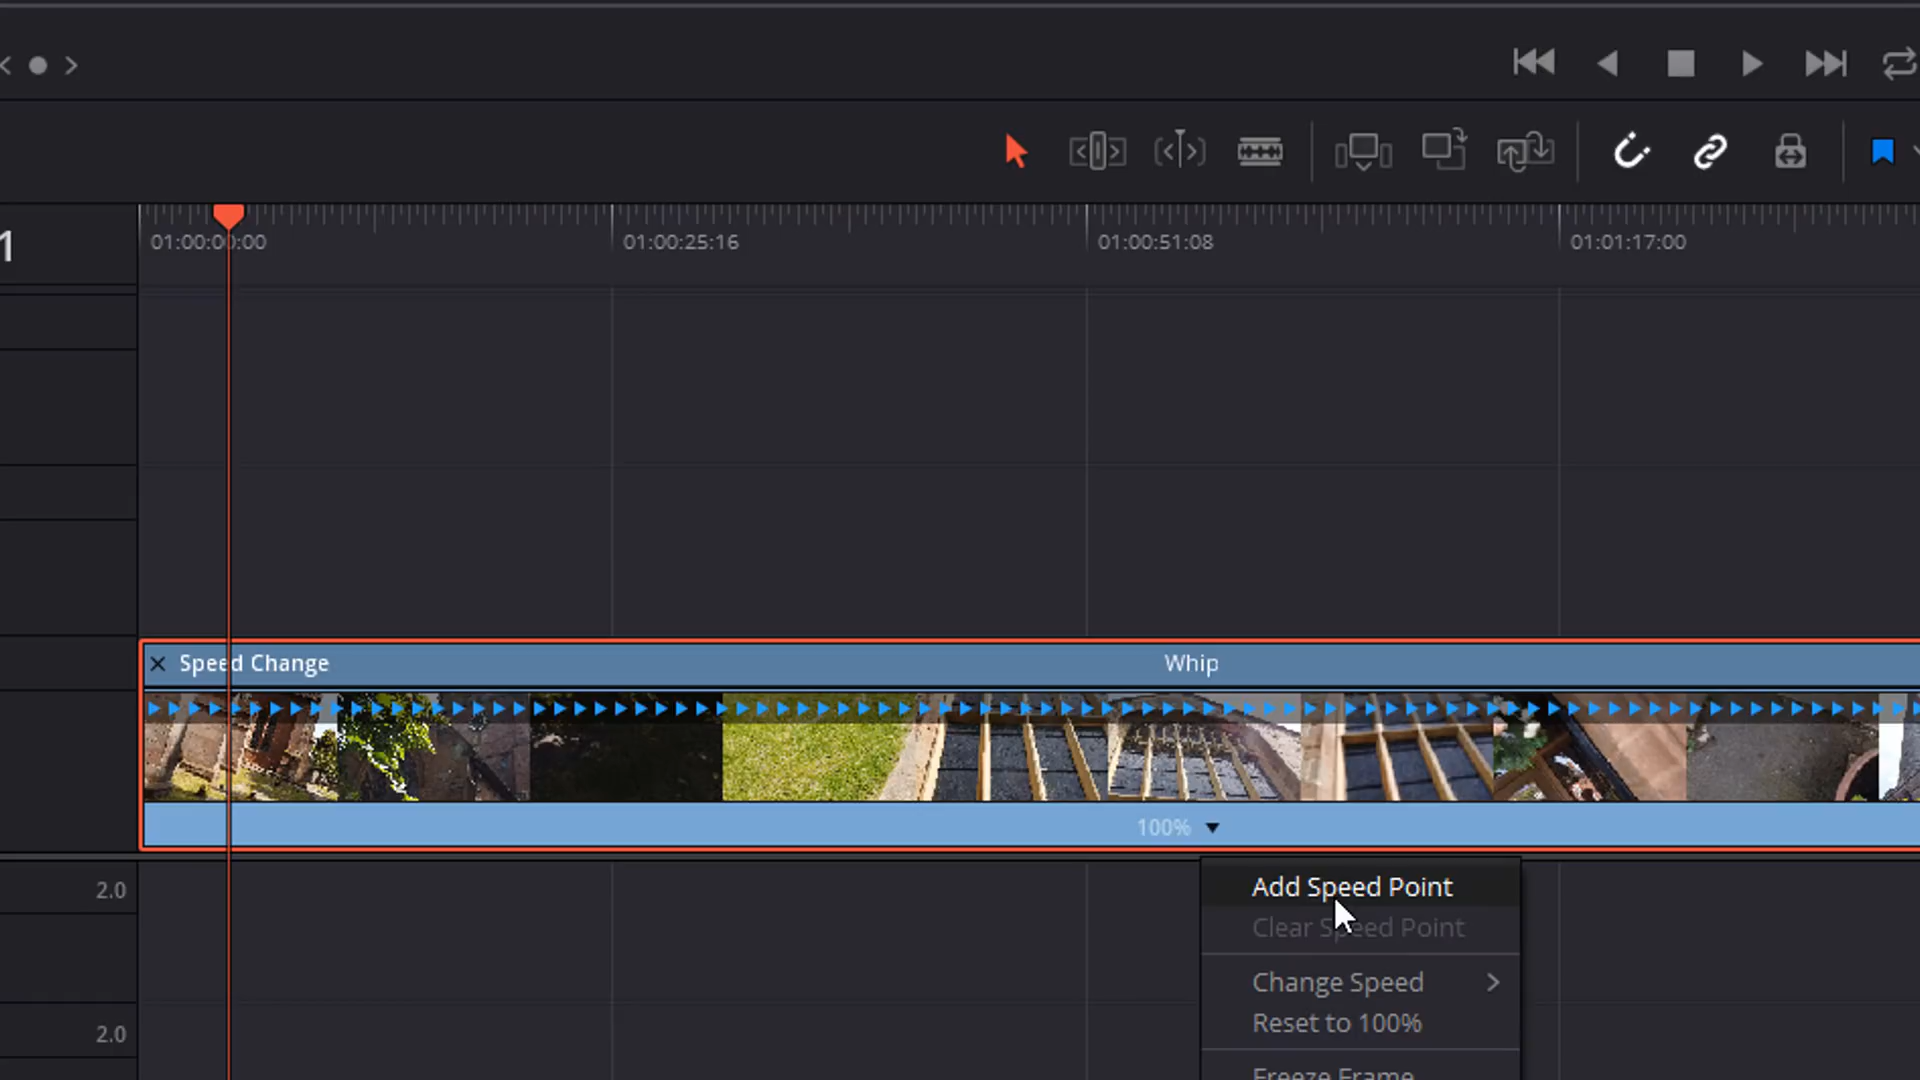 1
01:00:00:00
01:00:25:16
01:00:51:08
01:01:17:00
Speed Change
Whip
100%
2.0
Add Speed Point
Clear Speed Point
Change Speed
Reset to 100%
2.0
Freeze Frame